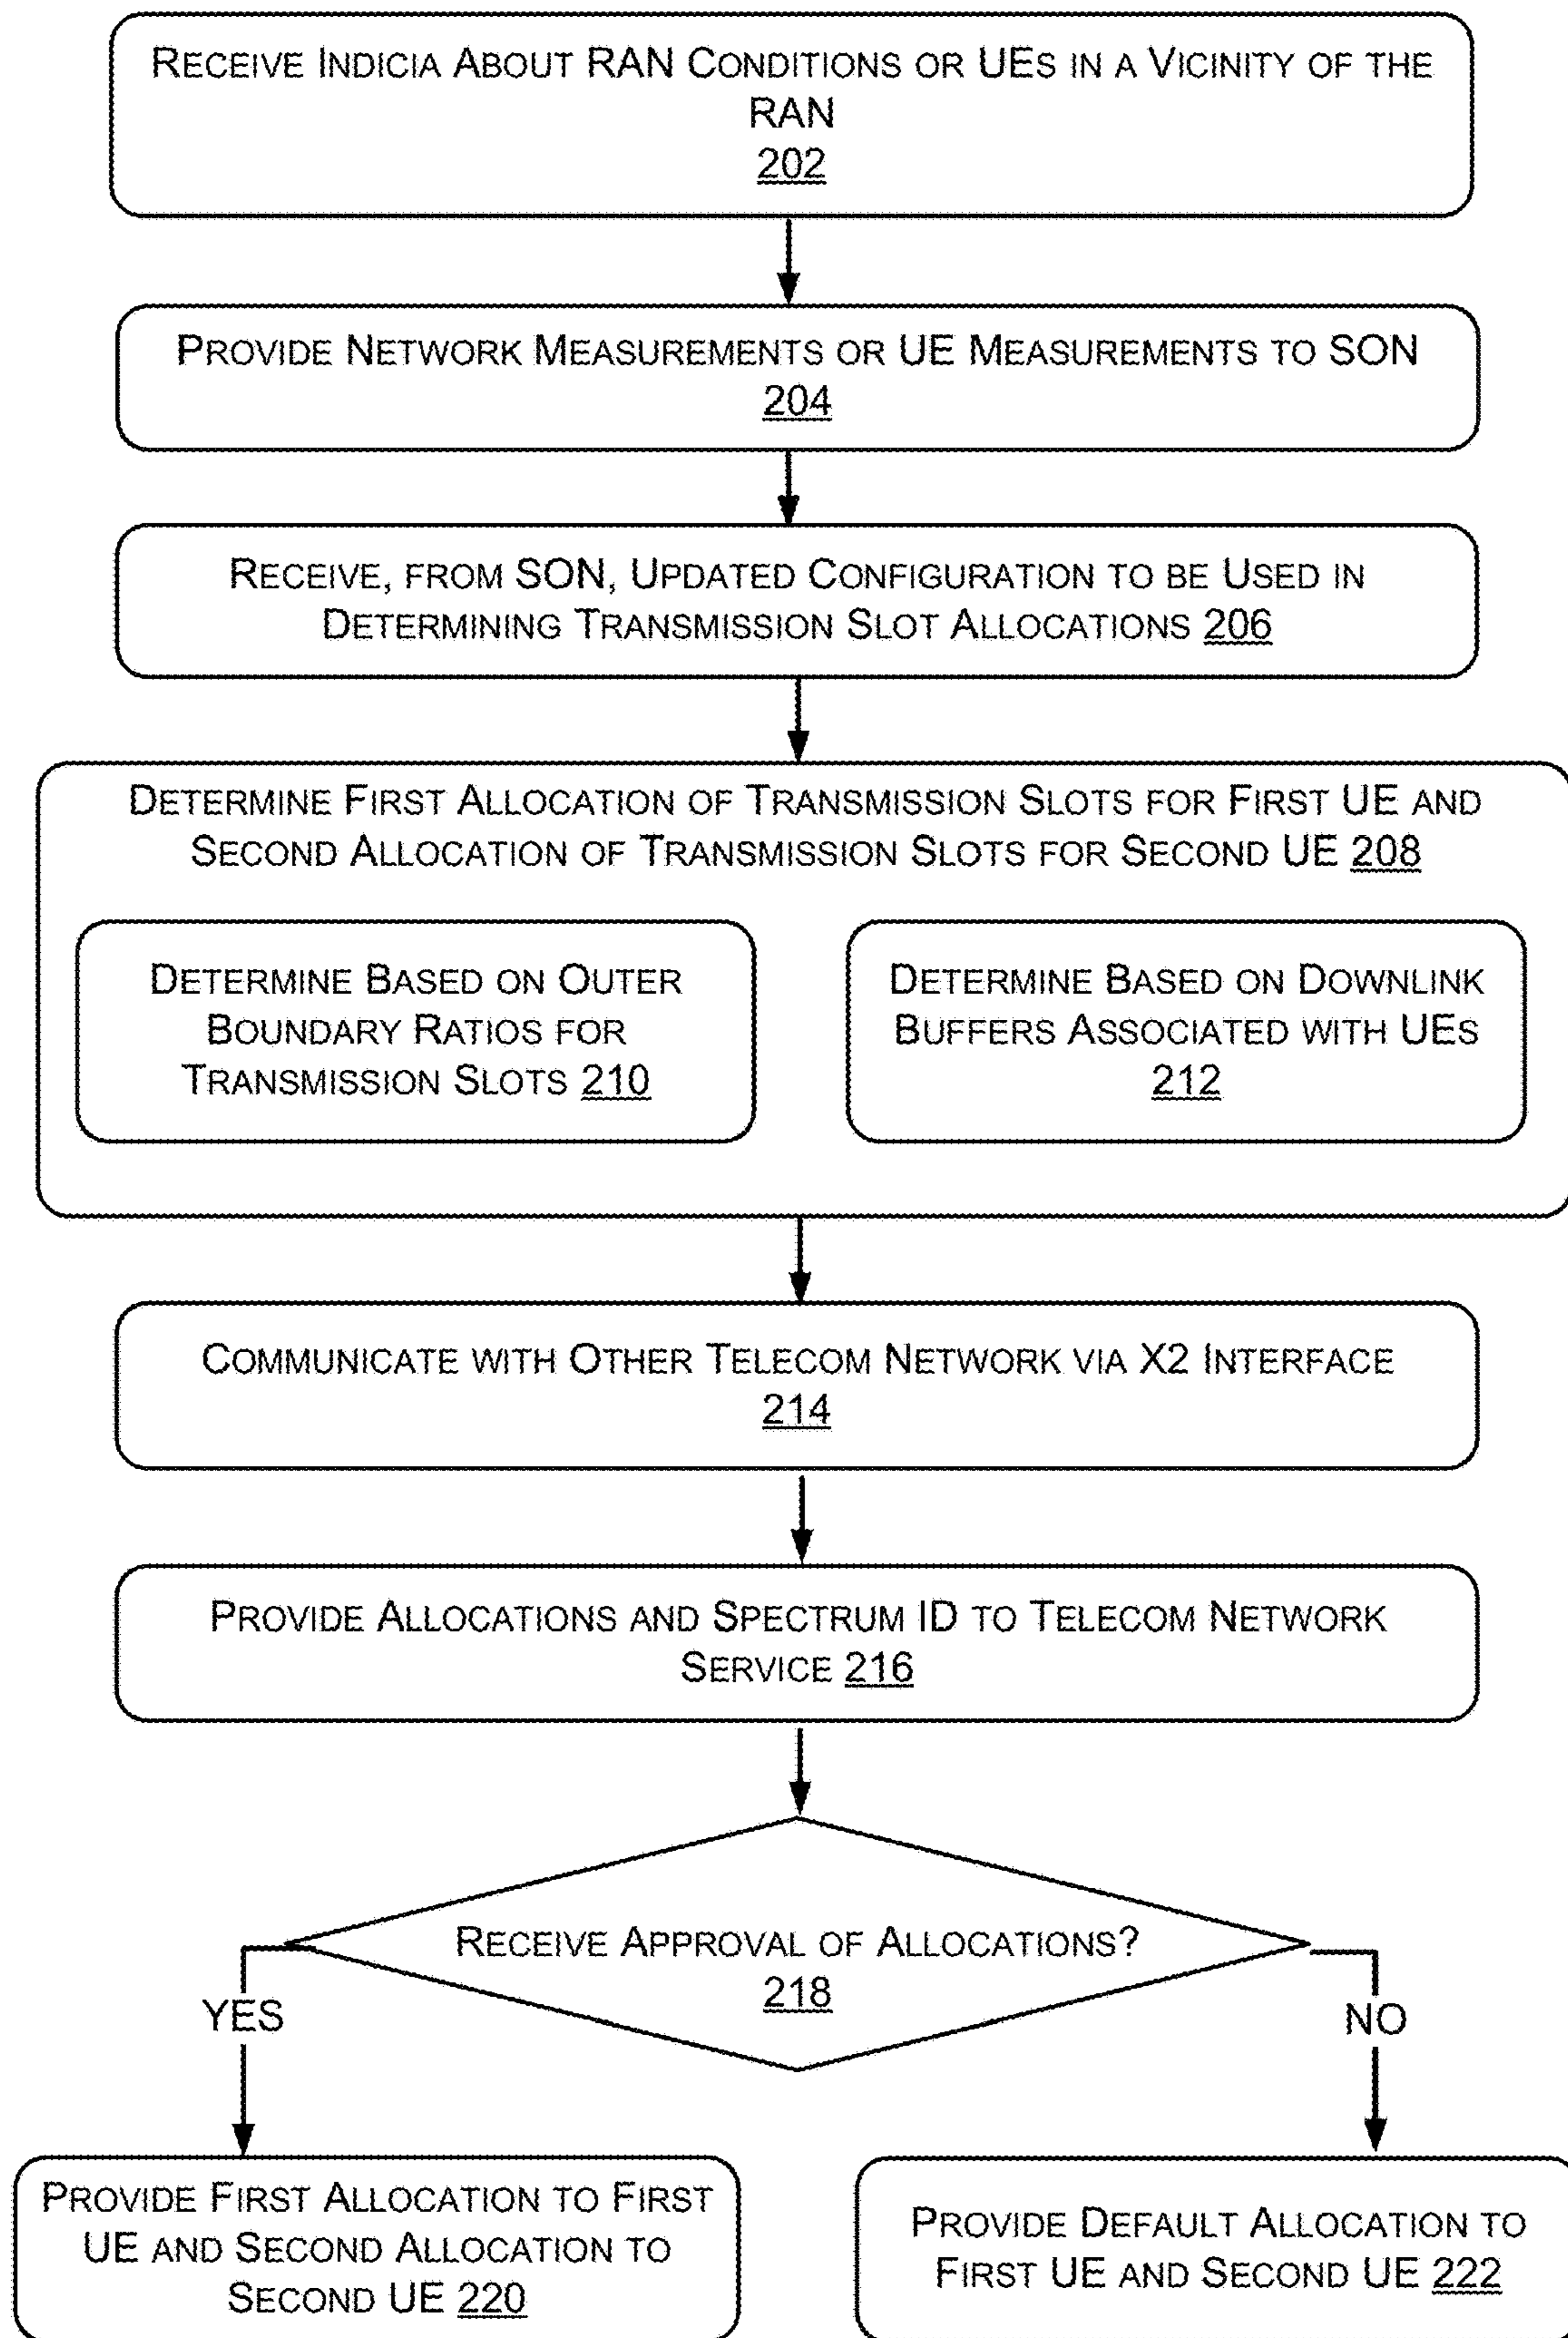 RECEIVE INDICIA ABOUT RAN CONDITIONS OR UES IN A VICINITY OF THE
RAN
202
PROVIDE NETWORK MEASUREMENTS OR UE MEASUREMENTS TO SON
204
RECEIVE, FROM SON, UPDATED CONFIGURATION TO BE USED IN
DETERMINING TRANSMISSION SLOT ALLOCATIONS 206
DETERMINE FIRST ALLOCATION OF TRANSMISSION SLOTS FOR FIRST UE AND
SECOND ALLOCATION OF TRANSMISSION SLOTS FOR SECOND UE 208
DETERMINE BASED ON OUTER
BOUNDARY RATIOS FOR
TRANSMISSION SLOTS 210
DETERMINE BASED ON DOWNLINK
BUFFERS ASSOCIATED WITH UES
212
COMMUNICATE WITH OTHER TELECOM NETWORK VIA X2 INTERFACE
214
PROVIDE ALLOCATIONS AND SPECTRUM ID TO TELECOM NETWORK
SERVICE 216
RECEIVE APPROVAL OF ALLOCATIONS?
218
YES
NO
PROVIDE FIRST ALLOCATION TO FIRST
UE AND SECOND ALLOCATION TO
SECOND UE 220
PROVIDE DEFAULT ALLOCATION TO
FIRST UE AND SECOND UE 222